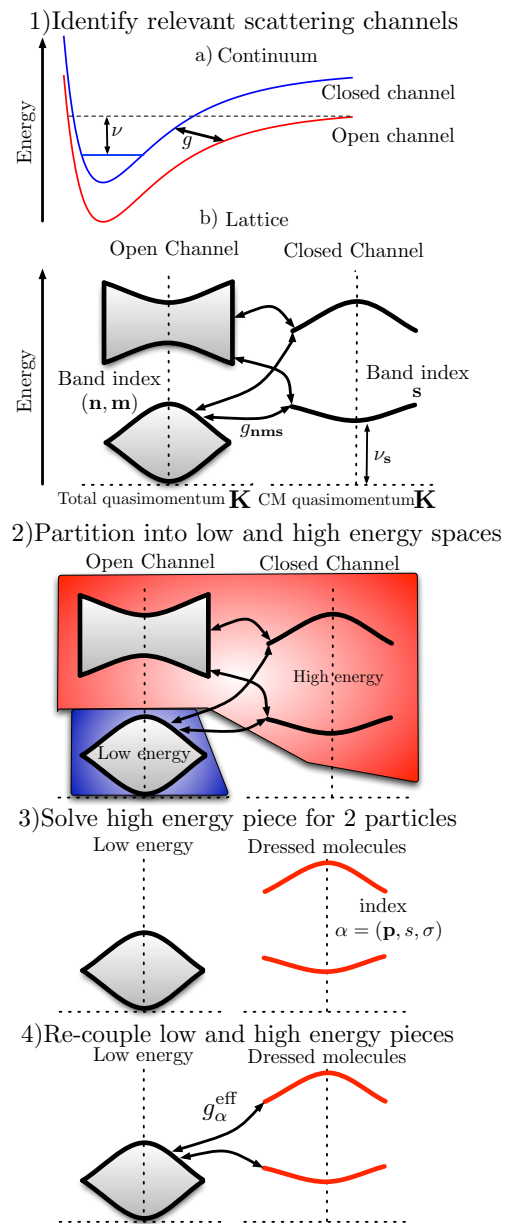 1)Identify relevant scattering channels
a) Continuum
Energy
ν
g
Closed channel
Open channel
b) Lattice
Open Channel
Closed Channel
Energy
Band index
(n, m)
g_nms
Band index
s
ν_s
Total quasimomentum K
CM quasimomentum K
2)Partition into low and high energy spaces
Open Channel
Closed Channel
High energy
Low energy
3)Solve high energy piece for 2 particles
Low energy
Dressed molecules
index
α = (p, s, σ)
4)Re-couple low and high energy pieces
Low energy
Dressed molecules
g_α^eff